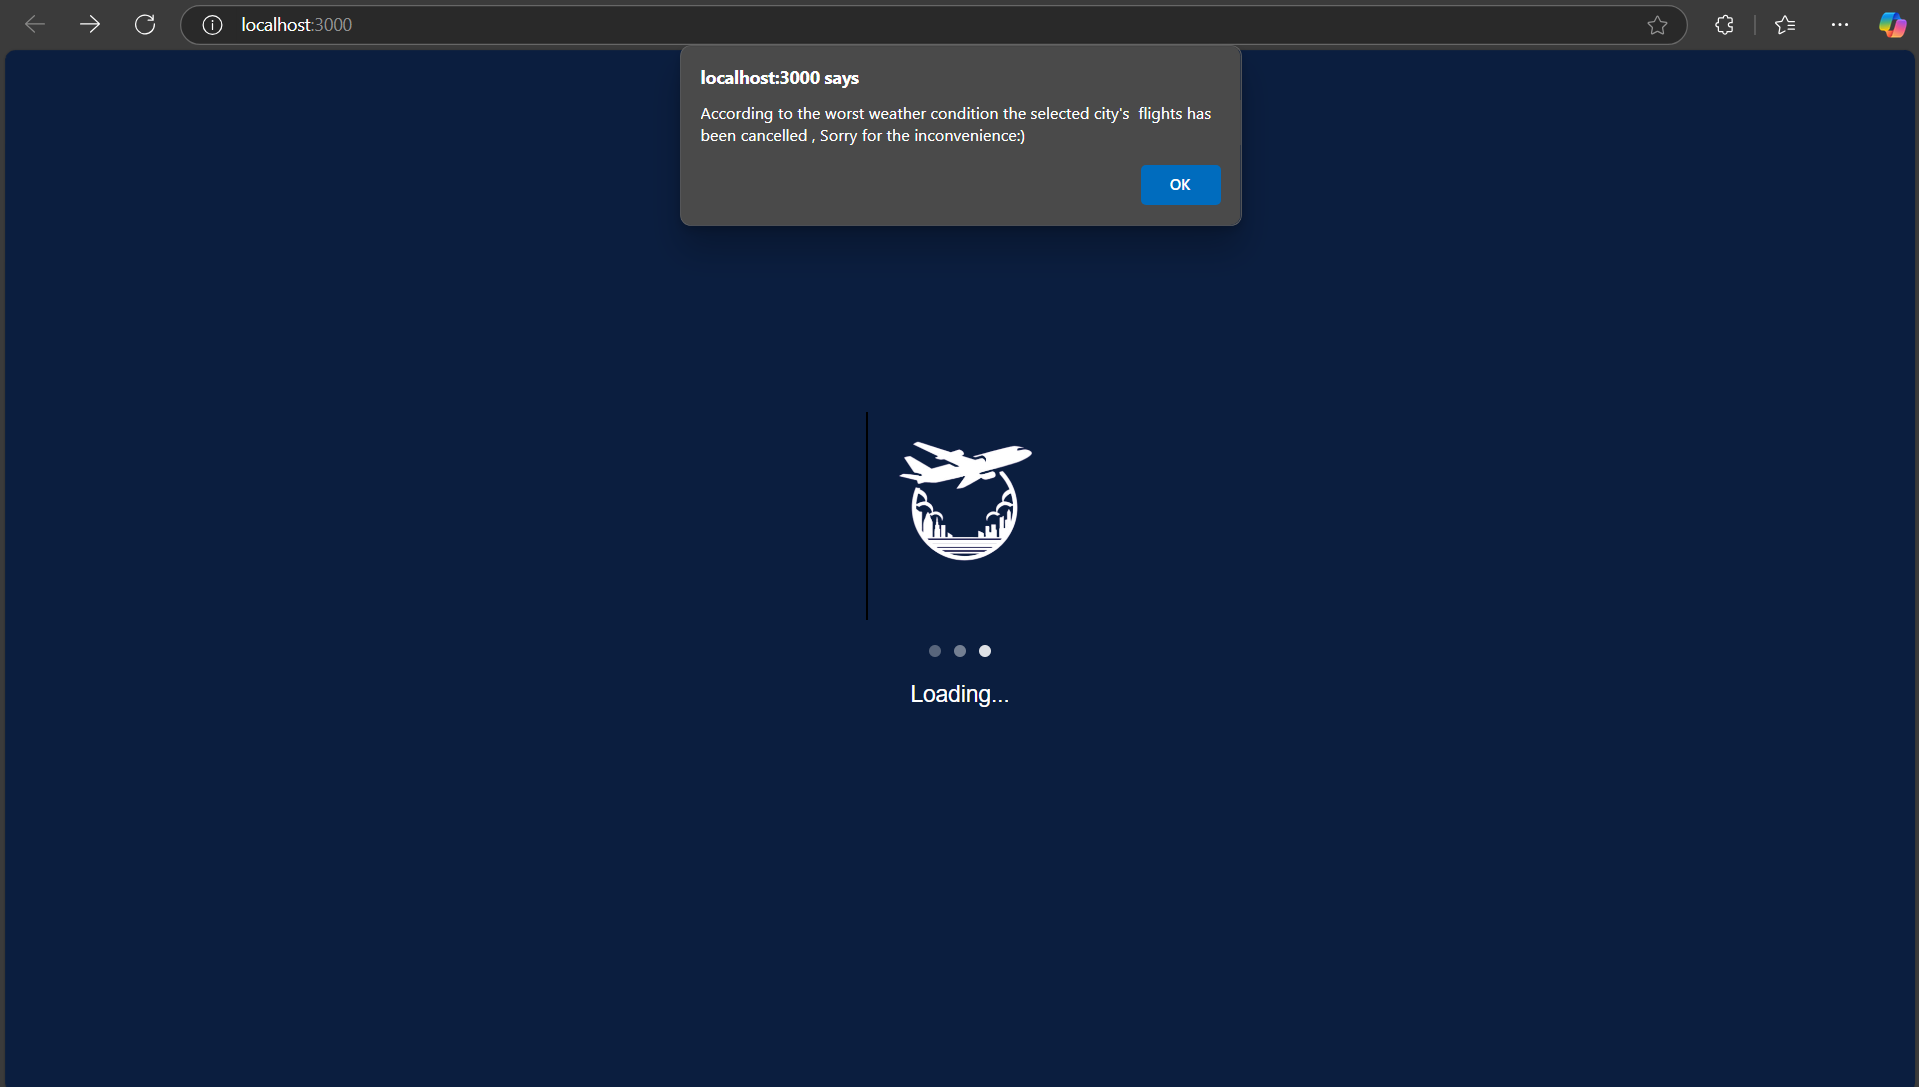 localhost:3000
localhost:3000 says
According to the worst weather condition the selected city's  flights has
been cancelled , Sorry for the inconvenience:)
OK
Loading...